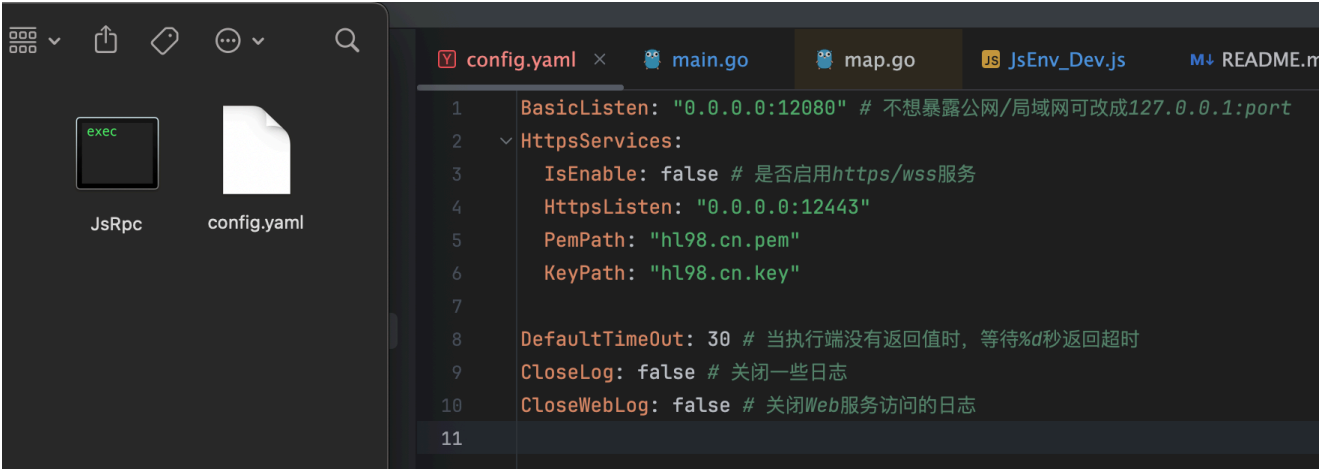 exec
JsRpc
config.yaml
Y config.yaml × main.go map.go JS JsEnv_Dev.js M↓ README.m
1 BasicListen: "0.0.0.0:12080" # 不想暴露公网/局域网可改成127.0.0.1:port
2 HttpsServices:
3 IsEnable: false # 是否启用https/wss服务
4 HttpsListen: "0.0.0.0:12443"
5 PemPath: "hl98.cn.pem"
6 KeyPath: "hl98.cn.key"
7
8 DefaultTimeOut: 30 # 当执行端没有返回值时，等待%d秒返回超时
9 CloseLog: false # 关闭一些日志
10 CloseWebLog: false # 关闭Web服务访问的日志
11